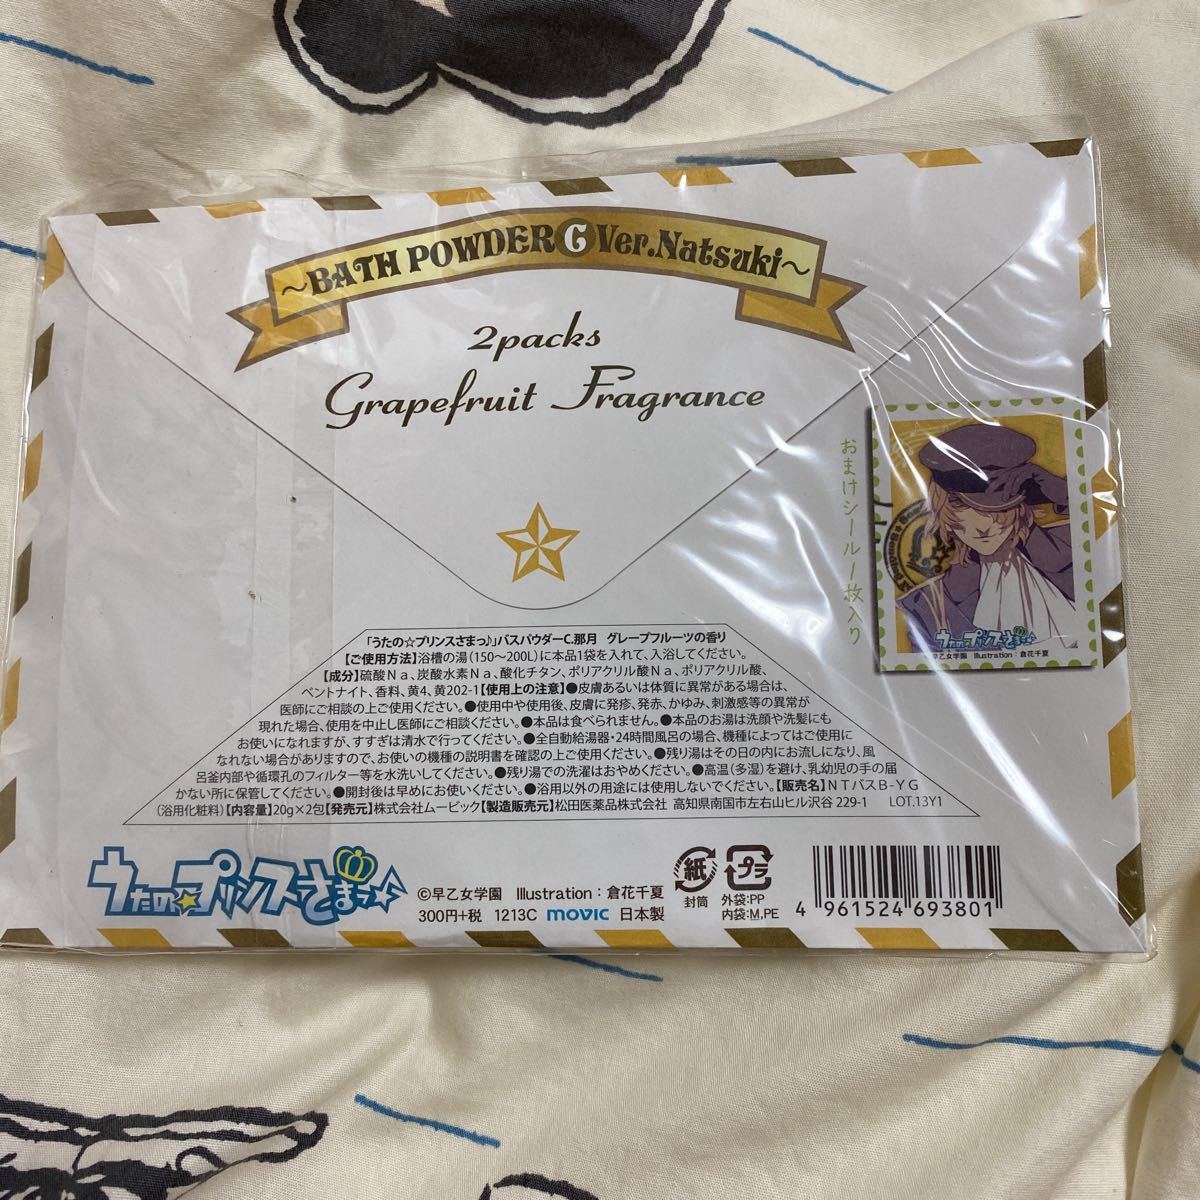 ~BATH POWDER C Ver.Natsuki~
2packs
Grapefruit Fragrance
おまけシール1枚入り
うたの☆プリンスさまっ♪
©早乙女学園 Illustration：倉花千夏
「うたの☆プリンスさまっ♪」バスパウダーC.那月 グレープフルーツの香り
【ご使用方法】浴槽の湯(150～200L)に本品1袋を入れて、入浴してください。
【成分】硫酸Na、炭酸水素Na、酸化チタン、ポリアクリル酸Na、ポリアクリル酸、
ベントナイト、香料、黄4、黄202-1【使用上の注意】●皮膚あるいは体質に異常がある場合は、
医師にご相談の上ご使用ください。●使用中や使用後、皮膚に発疹、発赤、かゆみ、刺激感等の異常が
現れた場合、使用を中止し医師にご相談ください。●本品は食べられません。●本品のお湯は洗顔や洗髪にも
お使いになれますが、すすぎは清水で行ってください。●全自動給湯器・24時間風呂の場合、機種によってはご使用に
なれない場合がありますので、お使いの機種の説明書を確認の上ご使用ください。●残り湯はその日の内にお流しになり、風
呂釜内部や循環孔のフィルター等を水洗いしてください。●残り湯での洗濯はおやめください。●高温(多湿)を避け、乳幼児の手の届
かない所に保管してください。●開封後は早めにお使いください。●浴用以外の用途には使用しないでください。【販売名】NTバスB-YG
(浴用化粧料)【内容量】20g×2包【発売元】株式会社ムービック【製造販売元】松田医薬品株式会社 高知県南国市左右山ヒル沢谷 229-1 LOT.13Y1
うたの☆プリンスさまっ♪
©早乙女学園 Illustration：倉花千夏
300円+税 1213C movic 日本製
紙
封筒
プラ
外袋:PP
内袋:M,PE
4 961524 693801